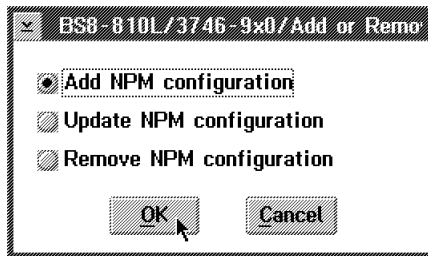 BS8-810L/3746-9x0/Add or Remo
Add NPM configuration
Update NPM configuration
Remove NPM configuration
OK Cancel